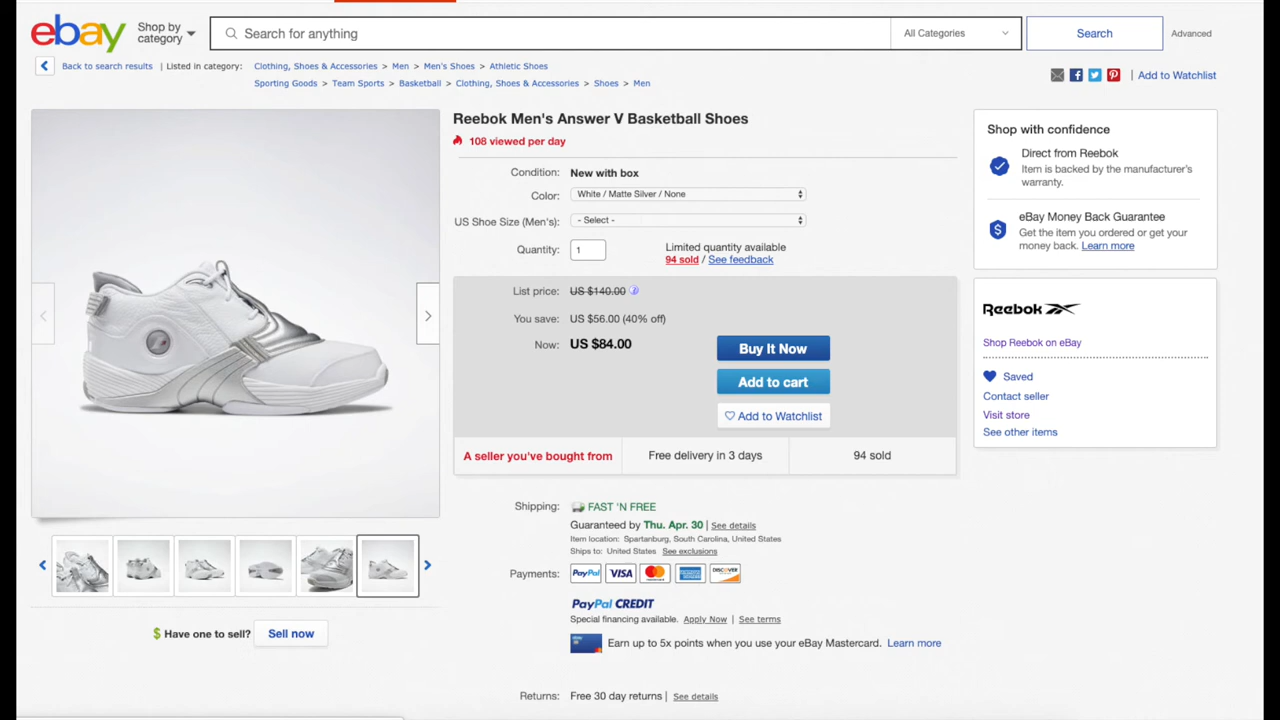 ebay
Shop by
category
Search for anything
All Categories
Search
Advanced
Back to search results | Listed in category:
Clothing, Shoes & Accessories > Men > Men's Shoes > Athletic Shoes
Sporting Goods > Team Sports > Basketball > Clothing, Shoes & Accessories > Shoes > Men
| Add to Watchlist
Reebok Men's Answer V Basketball Shoes
108 viewed per day
Condition: New with box
Color: White / Matte Silver / None
US Shoe Size (Men's): - Select -
Quantity: 1
Limited quantity available
94 sold / See feedback
List price: US $140.00
You save: US $56.00 (40% off)
Now: US $84.00
Buy It Now
Add to cart
Add to Watchlist
A seller you've bought from
Free delivery in 3 days
94 sold
Shipping: FAST 'N FREE
Guaranteed by Thu. Apr. 30 | See details
Item location: Spartanburg, South Carolina, United States
Ships to: United States See exclusions
Payments: PayPal VISA MasterCard AMERICAN EXPRESS DISCOVER
PayPal CREDIT
Special financing available. Apply Now | See terms
Earn up to 5x points when you use your eBay Mastercard. Learn more
Returns: Free 30 day returns | See details
$ Have one to sell? Sell now
Shop with confidence
Direct from Reebok
Item is backed by the manufacturer's
warranty.
eBay Money Back Guarantee
Get the item you ordered or get your
money back. Learn more
Reebok
Shop Reebok on eBay
Saved
Contact seller
Visit store
See other items